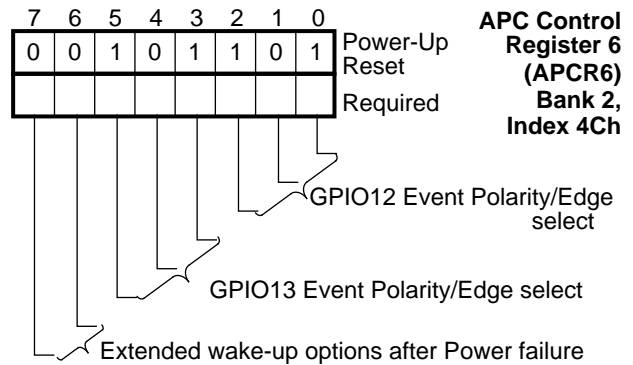 7 6 5 4 3 2 1 0
APC Control
Register 6
(APCR6)
Bank 2,
Index 4Ch
0 0 1 0 1 1 0 1
Power-Up
Reset
Required
GPIO12 Event Polarity/Edge
select
GPIO13 Event Polarity/Edge select
Extended wake-up options after Power failure